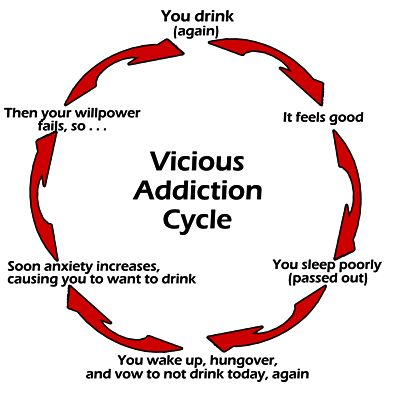 You drink
(again)
It feels good
You sleep poorly
(passed out)
You wake up, hungover,
and vow to not drink today, again
Soon anxiety increases,
causing you to want to drink
Then your willpower
fails, so . . .
Vicious
Addiction
Cycle